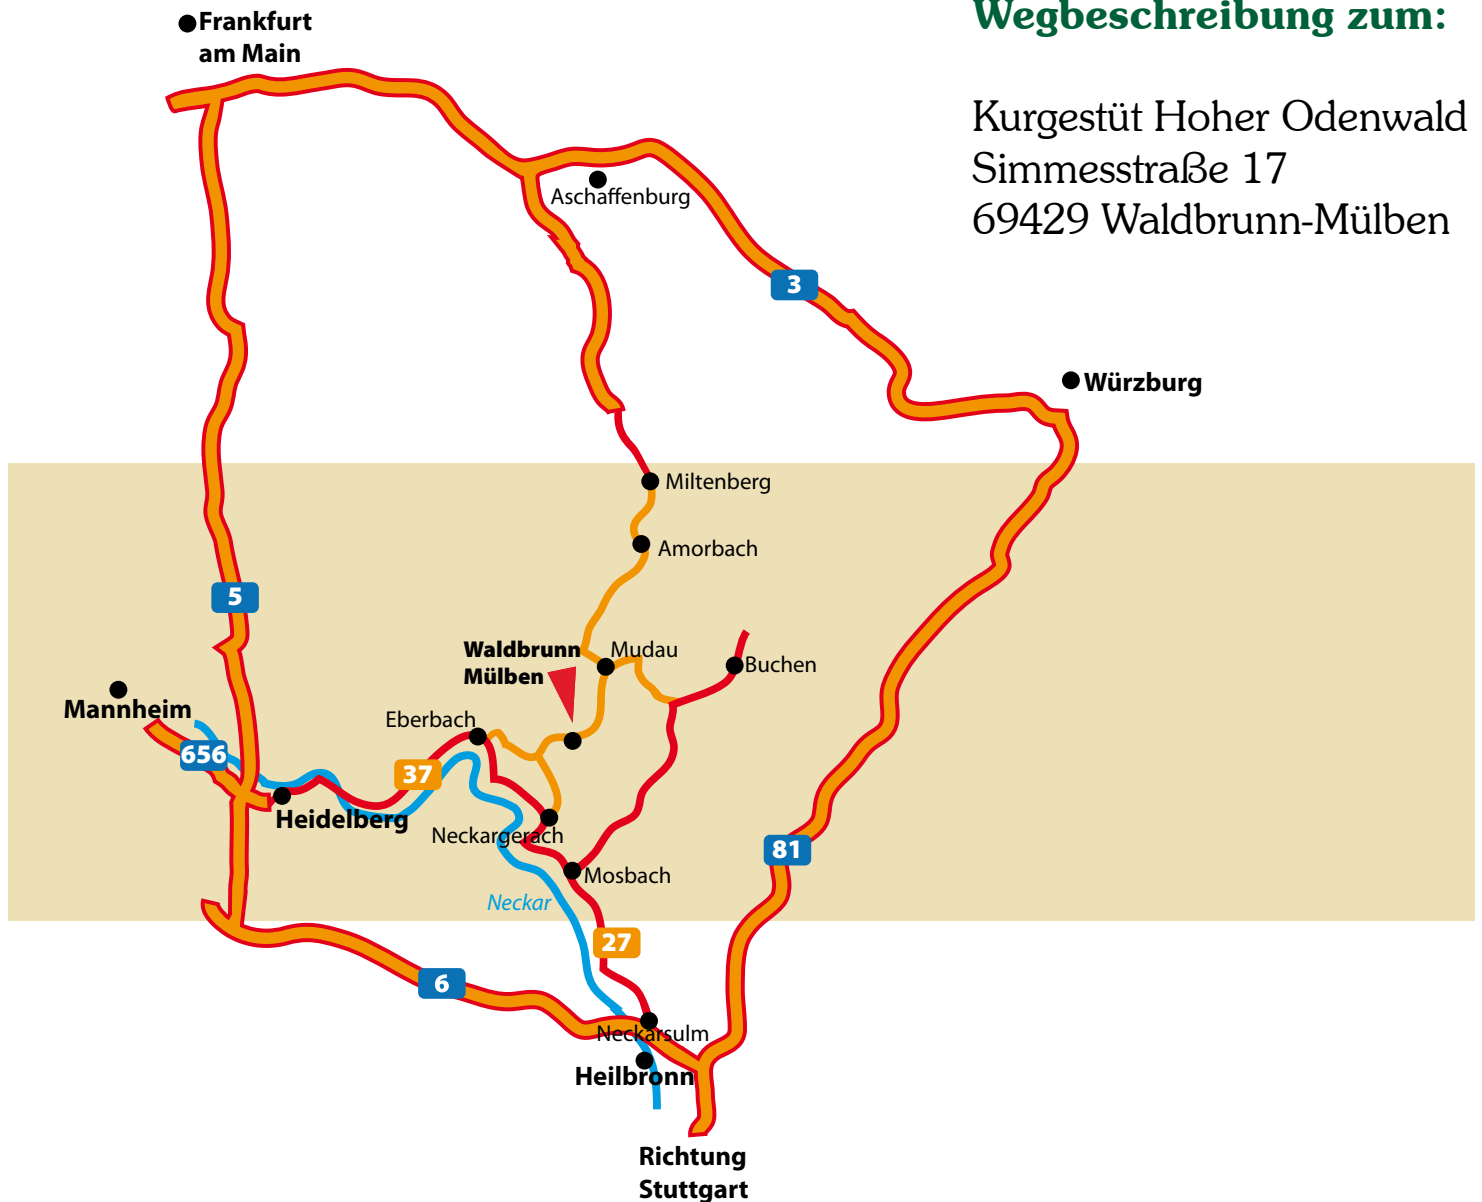 Wegbeschreibung zum:
Kurgestüt Hoher Odenwald
Simmesstraße 17
69429 Waldbrunn-Mülben
Frankfurt
am Main
Aschaffenburg
3
Würzburg
Miltenberg
Amorbach
5
Waldbrunn
Mülben
Mudau
Buchen
Mannheim
Eberbach
656
37
Heidelberg
Neckargerach
81
Mosbach
Neckar
27
6
Neckarsulm
Heilbronn
Richtung
Stuttgart